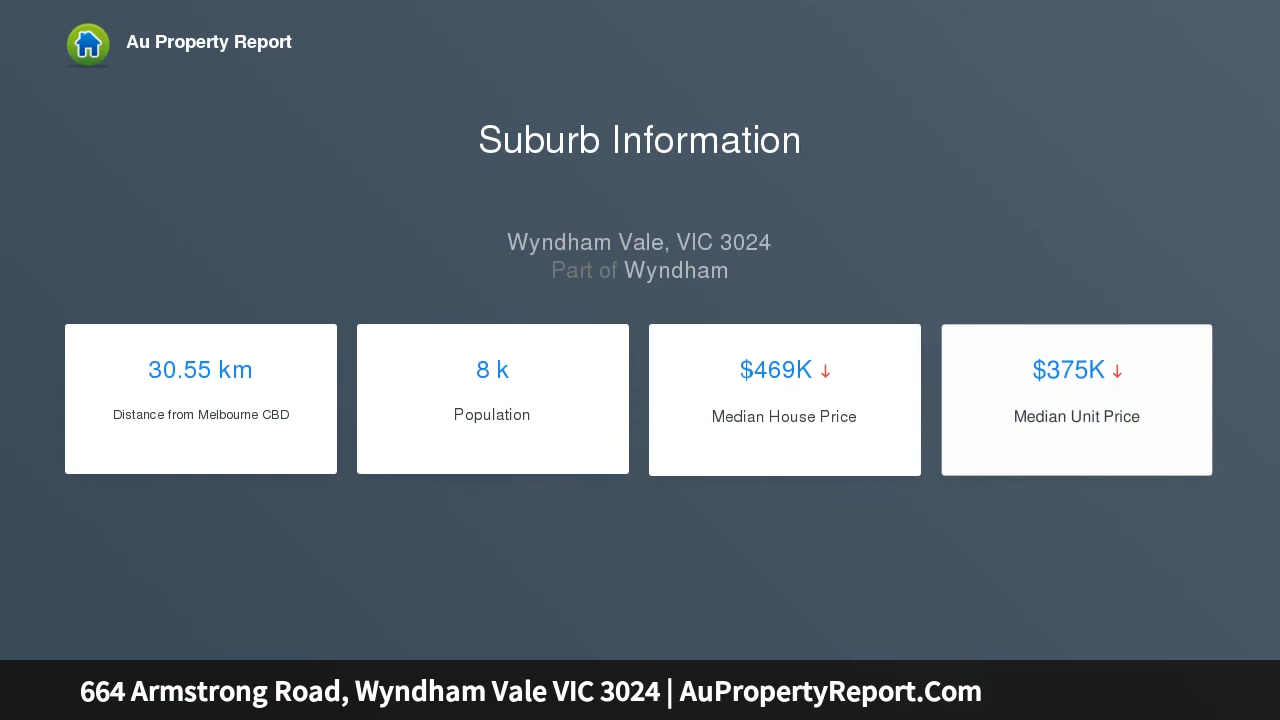 Au Property Report
Suburb Information
Wyndham Vale, VIC 3024
Part of Wyndham
30.55 km
Distance from Melbourne CBD
8 k
Population
$469K ↓
Median House Price
$375K ↓
Median Unit Price
664 Armstrong Road, Wyndham Vale VIC 3024 | AuPropertyReport.Com